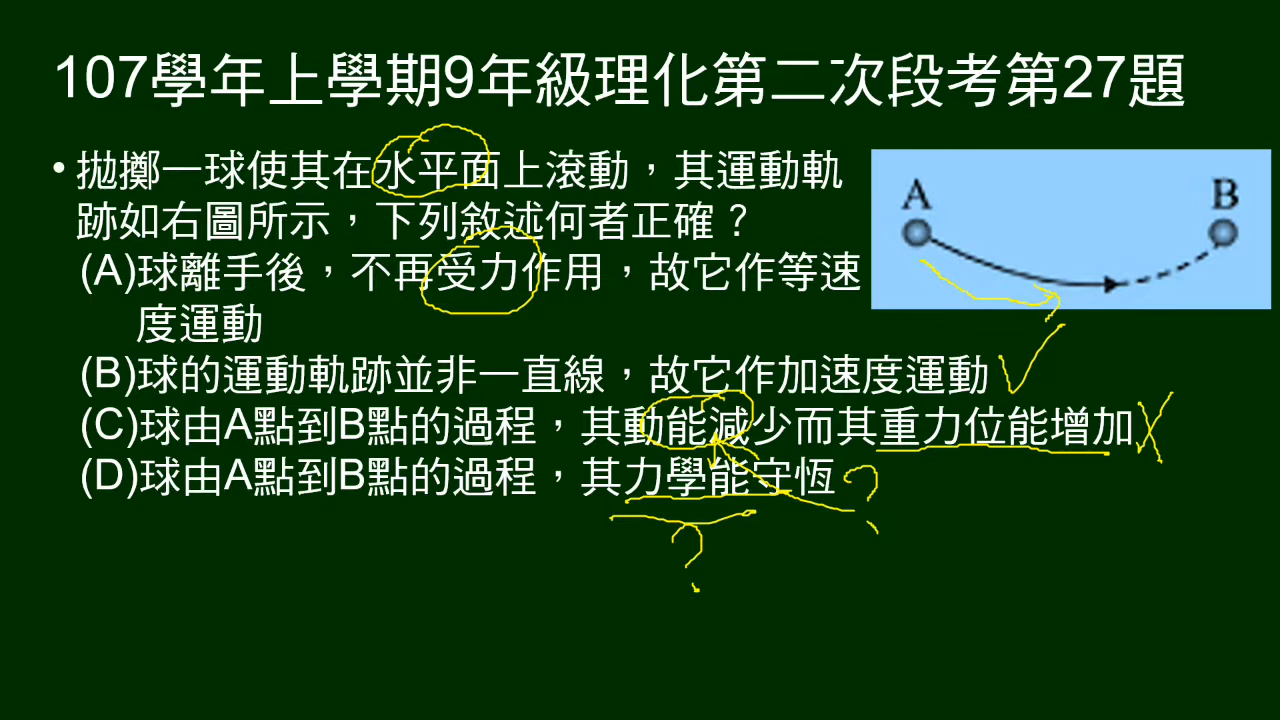 107學年上學期9年級理化第二次段考第27題
• 拋擲一球使其在水平面上滾動，其運動軌
跡如右圖所示，下列敘述何者正確？
(A)球離手後，不再受力作用，故它作等速
度運動
(B)球的運動軌跡並非一直線，故它作加速度運動
(C)球由A點到B點的過程，其動能減少而其重力位能增加
(D)球由A點到B點的過程，其力學能守恆
A B
?
?